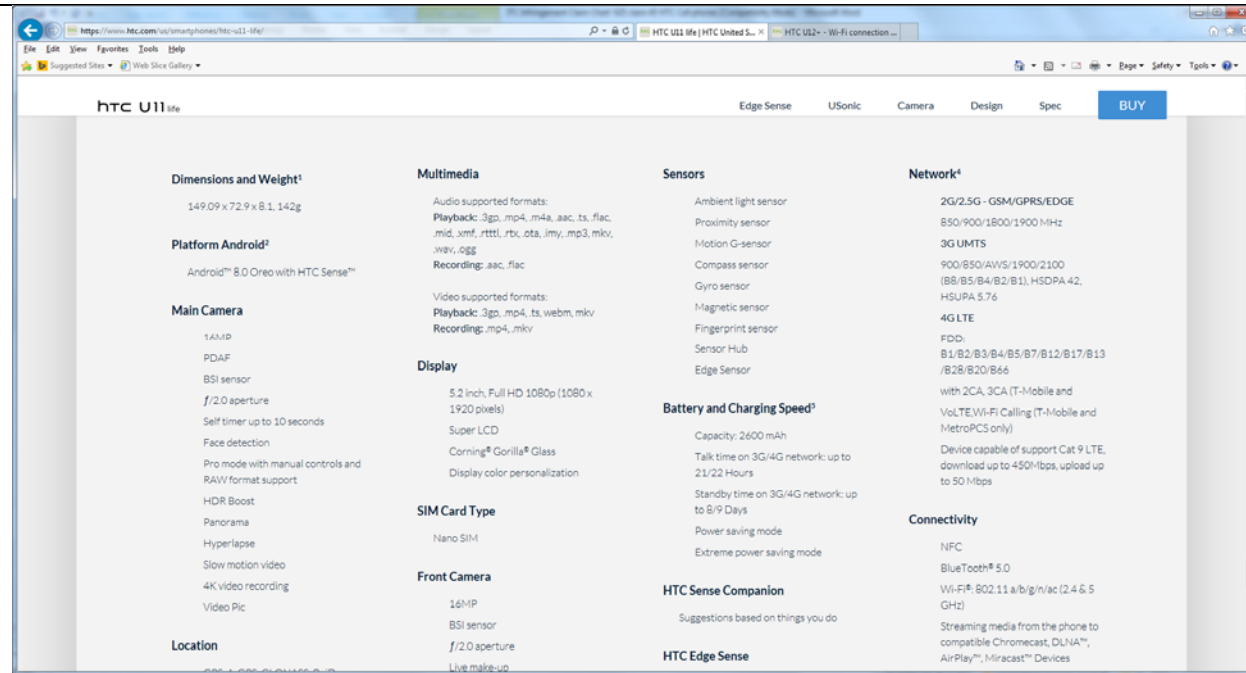 https://www.htc.com/us/smartphones/htc-u11-life/
HTC U11 life | HTC United S...
HTC U12+ - Wi-Fi connection ...
File Edit View Favorites Tools Help
Suggested Sites Web Slice Gallery
Page Safety Tools
hTC U11 life
Edge Sense USonic Camera Design Spec BUY
Dimensions and Weight¹
149.09 x 72.9 x 8.1, 142g
Platform Android²
Android™ 8.0 Oreo with HTC Sense™
Main Camera
16MP
PDAF
BSI sensor
ƒ/2.0 aperture
Self timer up to 10 seconds
Face detection
Pro mode with manual controls and
RAW format support
HDR Boost
Panorama
Hyperlapse
Slow motion video
4K video recording
Video Pic
Location
Multimedia
Audio supported formats:
Playback: .3gp, .mp4, .m4a, .aac, .ts, .flac,
.mid, .xmf, .rtttl, .rtx, .ota, .imy, .mp3, mkv,
.wav, .ogg
Recording: .aac, .flac
Video supported formats:
Playback: .3gp, .mp4, .ts, webm, mkv
Recording: .mp4, .mkv
Display
5.2 inch, Full HD 1080p (1080 x
1920 pixels)
Super LCD
Corning® Gorilla® Glass
Display color personalization
SIM Card Type
Nano SIM
Front Camera
16MP
BSI sensor
ƒ/2.0 aperture
Live make-up
Sensors
Ambient light sensor
Proximity sensor
Motion G-sensor
Compass sensor
Gyro sensor
Magnetic sensor
Fingerprint sensor
Sensor Hub
Edge Sensor
Battery and Charging Speed⁵
Capacity: 2600 mAh
Talk time on 3G/4G network: up to
21/22 Hours
Standby time on 3G/4G network: up
to 8/9 Days
Power saving mode
Extreme power saving mode
HTC Sense Companion
Suggestions based on things you do
HTC Edge Sense
Network⁴
2G/2.5G - GSM/GPRS/EDGE
850/900/1800/1900 MHz
3G UMTS
900/850/AWS/1900/2100
(B8/B5/B4/B2/B1), HSDPA 42,
HSUPA 5.76
4G LTE
FDD:
B1/B2/B3/B4/B5/B7/B12/B17/B13
/B28/B20/B66
with 2CA, 3CA (T-Mobile and
VoLTE,Wi-Fi Calling (T-Mobile and
MetroPCS only)
Device capable of support Cat 9 LTE,
download up to 450Mbps, upload up
to 50 Mbps
Connectivity
NFC
BlueTooth® 5.0
Wi-Fi®: 802.11 a/b/g/n/ac (2.4 & 5
GHz)
Streaming media from the phone to
compatible Chromecast, DLNA™,
AirPlay™, Miracast™ Devices